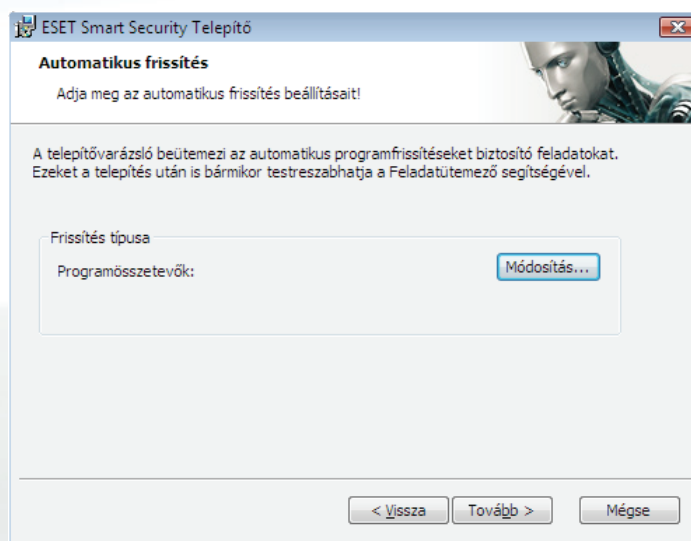 ESET Smart Security Telepítő
Automatikus frissítés
Adja meg az automatikus frissítés beállításait!
A telepítővarázsló beütemezi az automatikus programfrissítéseket biztosító feladatokat.
Ezeket a telepítés után is bármikor testreszabhatja a Feladatütemező segítségével.
Frissítés típusa
Programösszetevők:
Módosítás...
< Vissza
Tovább >
Mégse